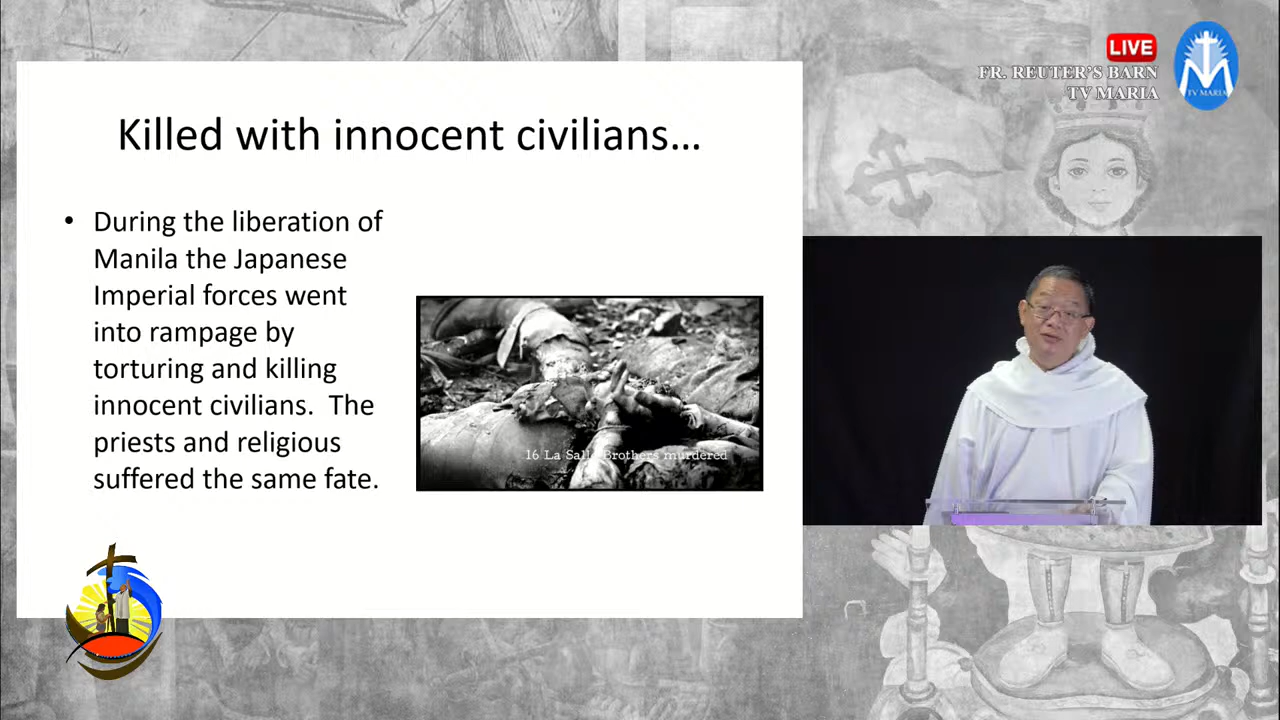 LIVE
FR. REUTER'S BARN
TV MARIA
TV MARIA
Killed with innocent civilians…
• During the liberation of
Manila the Japanese
Imperial forces went
into rampage by
torturing and killing
innocent civilians.  The
priests and religious
suffered the same fate.
16 La Salle Brothers murdered